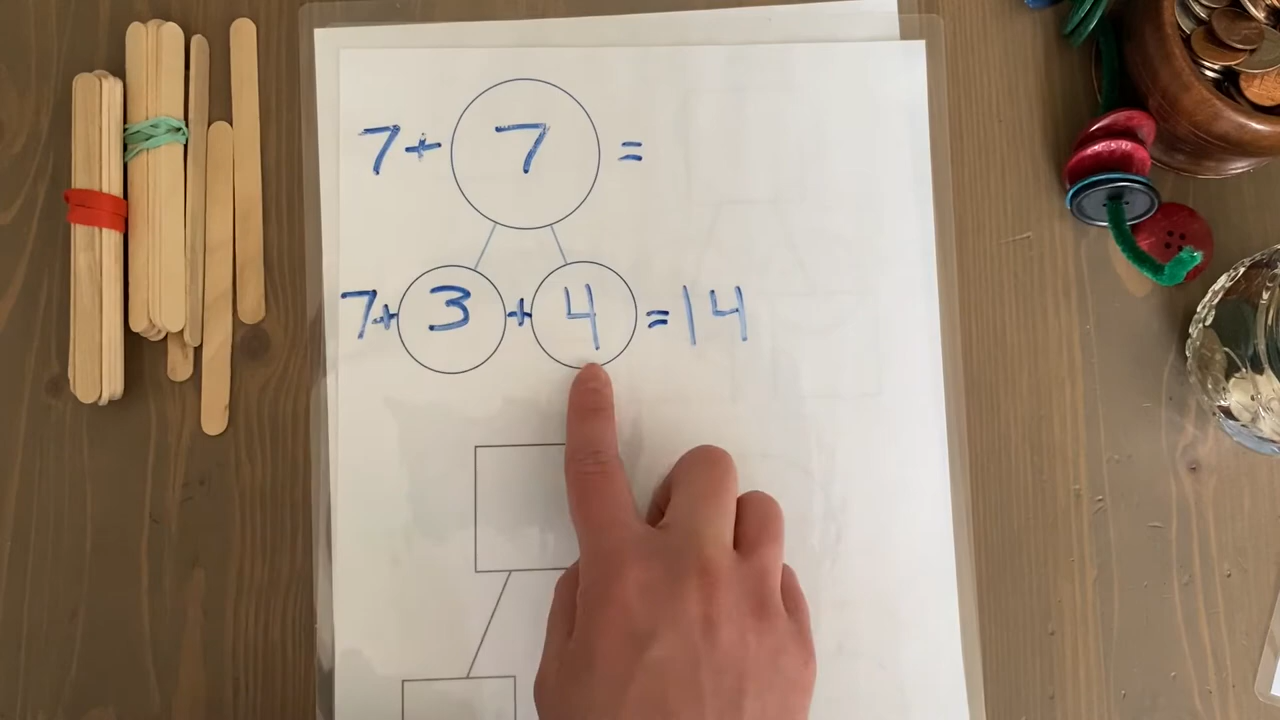 7+ 7 =
7+ 3 + 4 =14